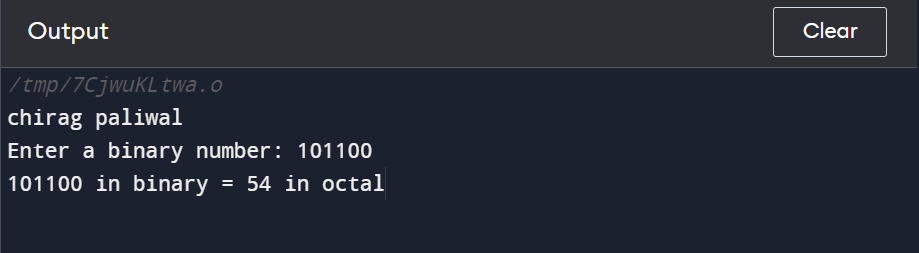 Output
Clear
/tmp/7CjwuKLtwa.o
chirag paliwal
Enter a binary number: 101100
101100 in binary = 54 in octal